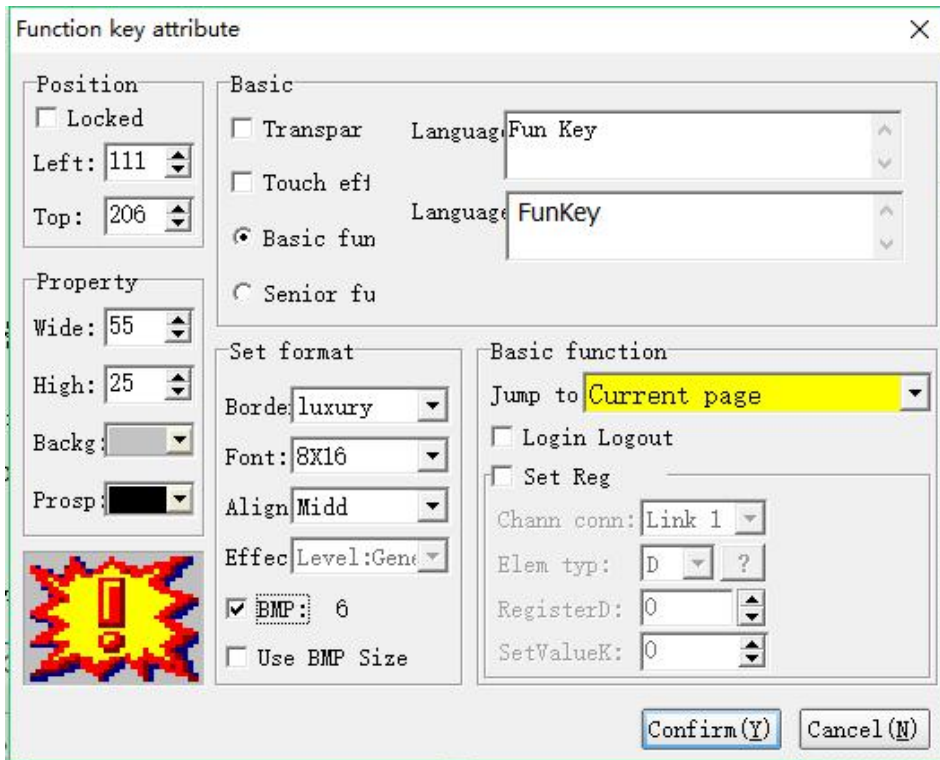 Function key attribute
Position
Locked
Left: 111
Top: 206
Property
Wide: 55
High: 25
Backg:
Prosp:
Basic
Transpar
Touch ef
Basic fun
Senior fu
Language Fun Key
Language FunKey
Set format
Borde luxury
Font: 8X16
Align Midd
Effec Level:Gene
BMP: 6
Use BMP Size
Basic function
Jump to Current page
Login Logout
Set Reg
Chann conn: Link 1
Elem typ: D ?
RegisterD: 0
SetValueK: 0
Confirm(Y) Cancel(N)